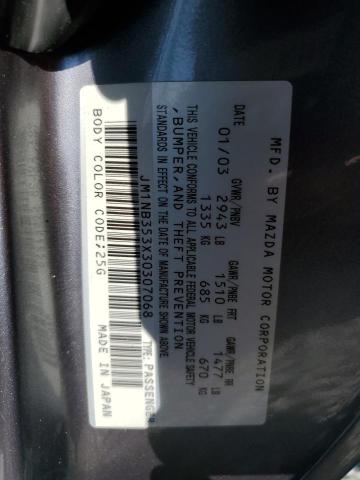 MFD. BY MAZDA MOTOR CORPORATION
DATE GVWR/PNBV GAWR/PNBE FRT GAWR/PNBE RR
01/03 2943 LB 1510 LB 1477 LB
1335 KG 685 KG 670 KG
THIS VEHICLE CONFORMS TO ALL APPLICABLE FEDERAL MOTOR VEHICLE SAFETY
STANDARDS IN EFFECT ON THE DATE OF MANUFACTURE SHOWN ABOVE.
,BUMPER,AND THEFT PREVENTION
JM1NB353X30307068 TYPE:PASSENGER
BODY COLOR CODE;25G MADE IN JAPAN